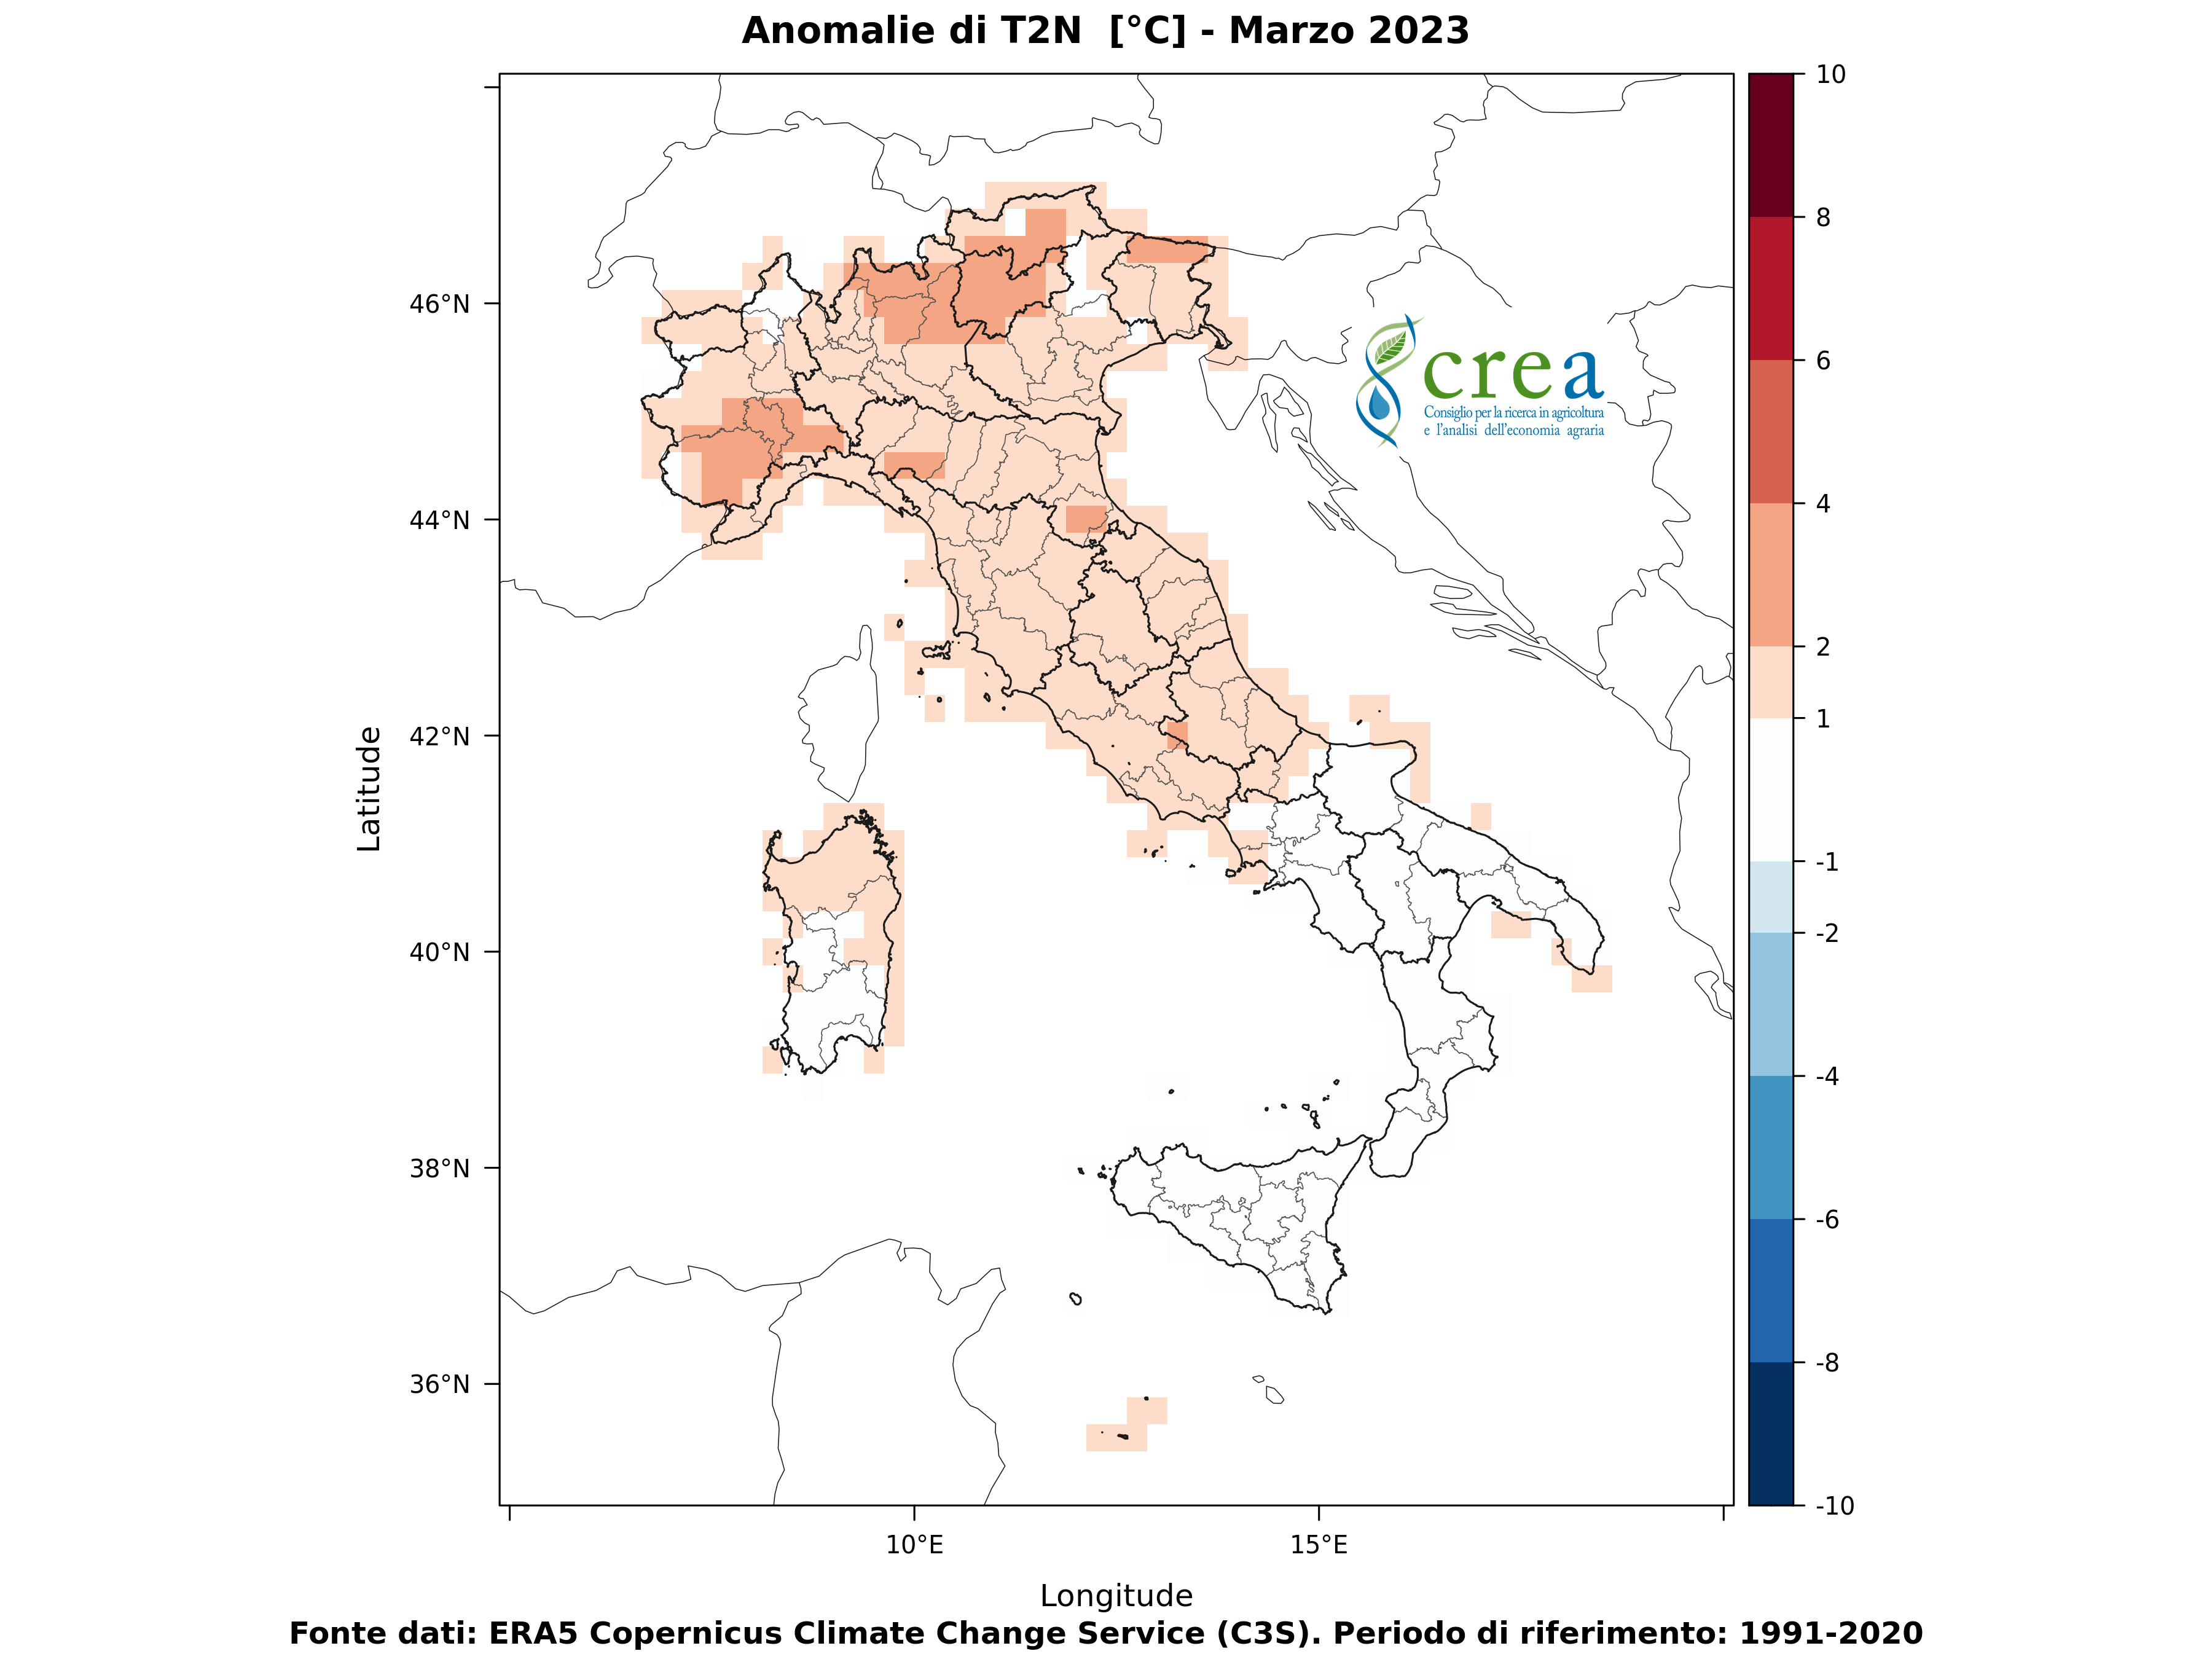 Anomalie di T2N [°C] - Marzo 2023
10
8
6
4
2
1
-1
-2
-4
-6
-8
-10
46°N
44°N
42°N
40°N
38°N
36°N
Latitude
crea
Consiglio per la ricerca in agricoltura
e l'analisi dell'economia agraria
10°E
15°E
Longitude
Fonte dati: ERA5 Copernicus Climate Change Service (C3S). Periodo di riferimento: 1991-2020